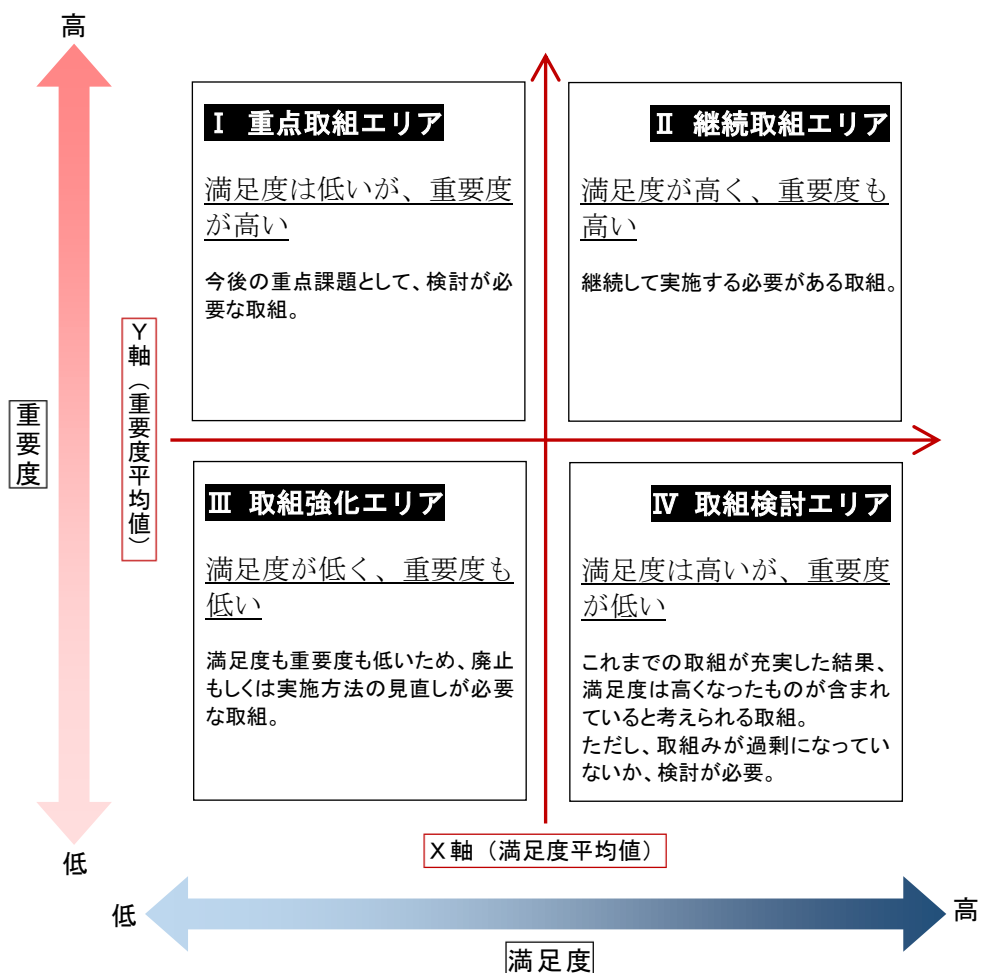 高
Ⅰ 重点取組エリア
満足度は低いが、重要度
が高い
今後の重点課題として、検討が必
要な取組。
Ⅱ 継続取組エリア
満足度が高く、重要度も
高い
継続して実施する必要がある取組。
Y軸（重要度平均値）
重要度
Ⅲ 取組強化エリア
満足度が低く、重要度も
低い
満足度も重要度も低いため、廃止
もしくは実施方法の見直しが必要
な取組。
Ⅳ 取組検討エリア
満足度は高いが、重要度
が低い
これまでの取組が充実した結果、
満足度は高くなったものが含まれ
ていると考えられる取組。
ただし、取組みが過剰になってい
ないか、検討が必要。
X軸（満足度平均値）
低
低
高
満足度